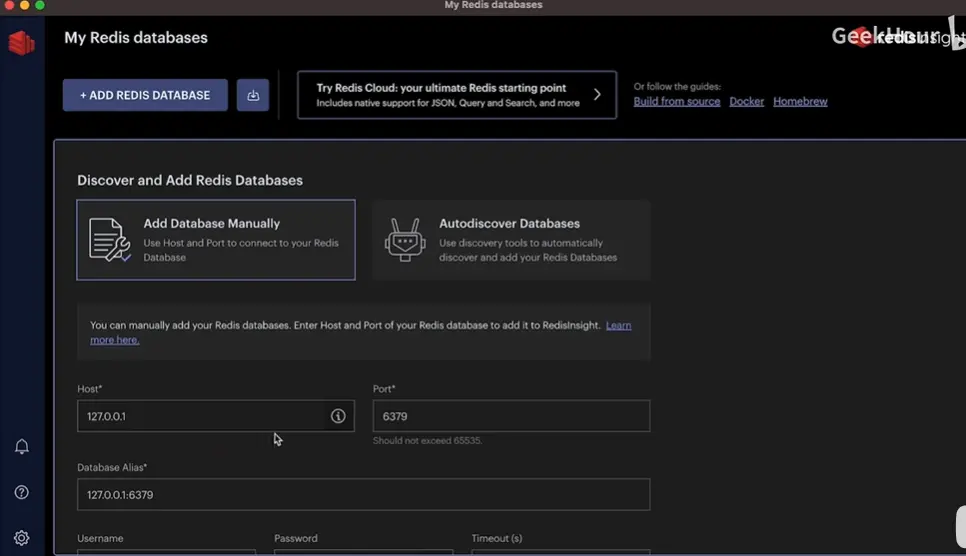 My Redis databases
My Redis databases
GeekHour
redisinsight
+ ADD REDIS DATABASE
Try Redis Cloud: your ultimate Redis starting point
Includes native support for JSON, Query and Search, and more
Or follow the guides:
Build from source Docker Homebrew
Discover and Add Redis Databases
Add Database Manually
Use Host and Port to connect to your Redis
Database
Autodiscover Databases
Use discovery tools to automatically
discover and add your Redis Databases
You can manually add your Redis databases. Enter Host and Port of your Redis database to add it to RedisInsight. Learn
more here.
Host*
Port*
127.0.0.1
6379
Should not exceed 65535.
Database Alias*
127.0.0.1:6379
Username
Password
Timeout (s)